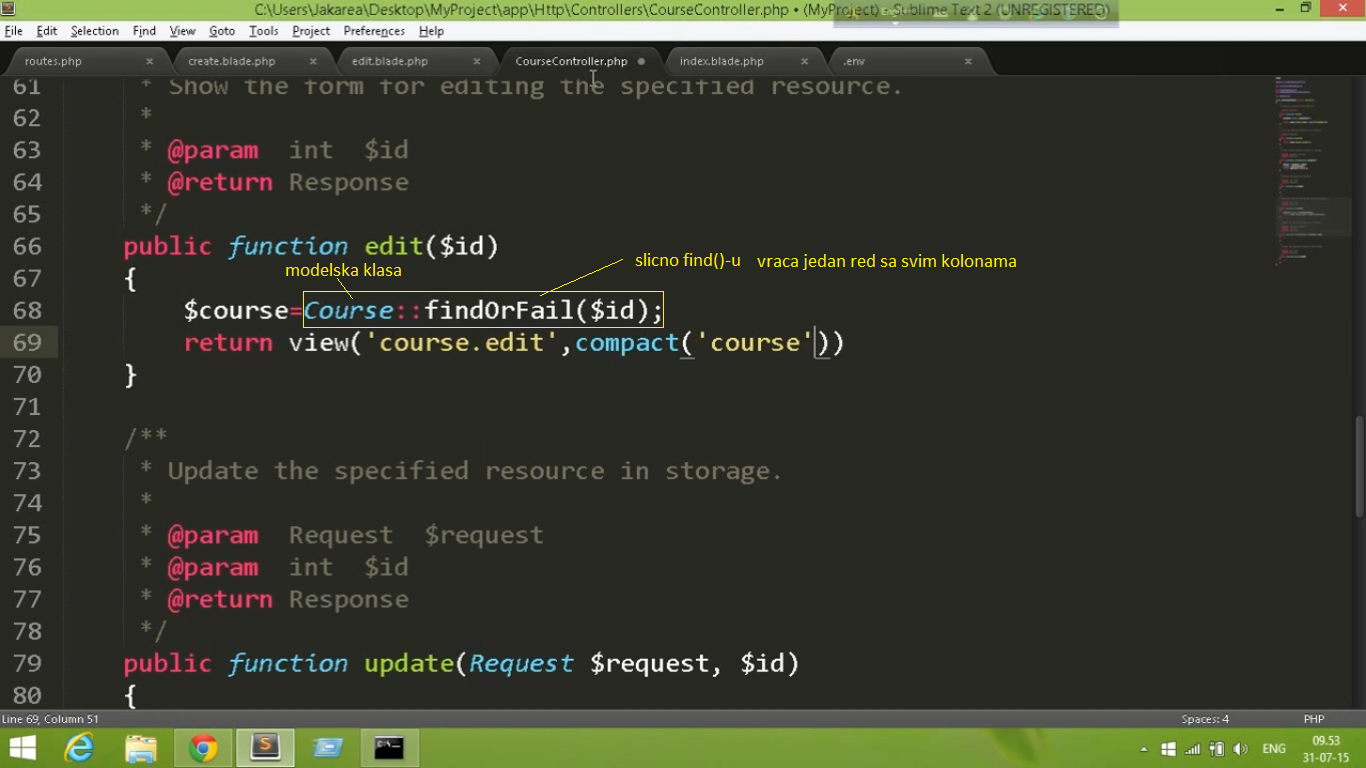 C:\Users\Jakarea\Desktop\MyProject\app\Http\Controllers\CourseController.php • (MyProject) - Sublime Text 2 (UNREGISTERED)
File Edit Selection Find View Goto Tools Project Preferences Help
routes.php × create.blade.php × edit.blade.php × CourseController.php • index.blade.php × .env ×
61 * Show the form for editing the specified resource.
62 *
63 * @param int $id
64 * @return Response
65 */
66 public function edit($id)
slicno find()-u vraca jedan red sa svim kolonama
67 {
modelska klasa
68 $course=Course::findOrFail($id);
69 return view('course.edit',compact('course'))
70 }
71
72 /**
73 * Update the specified resource in storage.
74 *
75 * @param Request $request
76 * @param int $id
77 * @return Response
78 */
79 public function update(Request $request, $id)
80 {
Line 69, Column 51 Spaces: 4 PHP
ENG 09.53
31-07-15